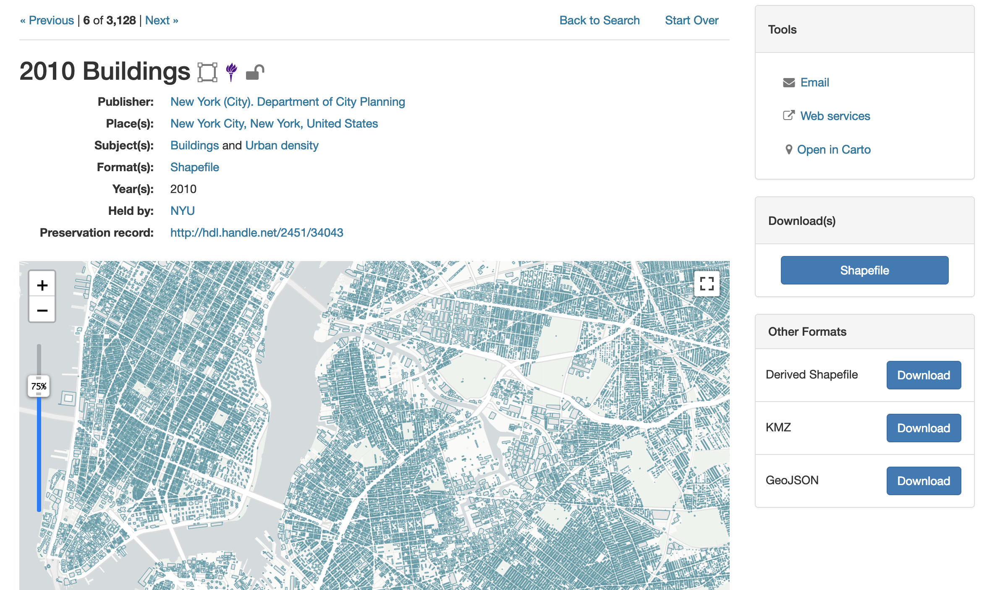 « Previous | 6 of 3,128 | Next »
Back to Search
Start Over
2010 Buildings
Publisher: New York (City). Department of City Planning
Place(s): New York City, New York, United States
Subject(s): Buildings and Urban density
Format(s): Shapefile
Year(s): 2010
Held by: NYU
Preservation record: http://hdl.handle.net/2451/34043
+
−
75%
Tools
Email
Web services
Open in Carto
Download(s)
Shapefile
Other Formats
Derived Shapefile Download
KMZ Download
GeoJSON Download